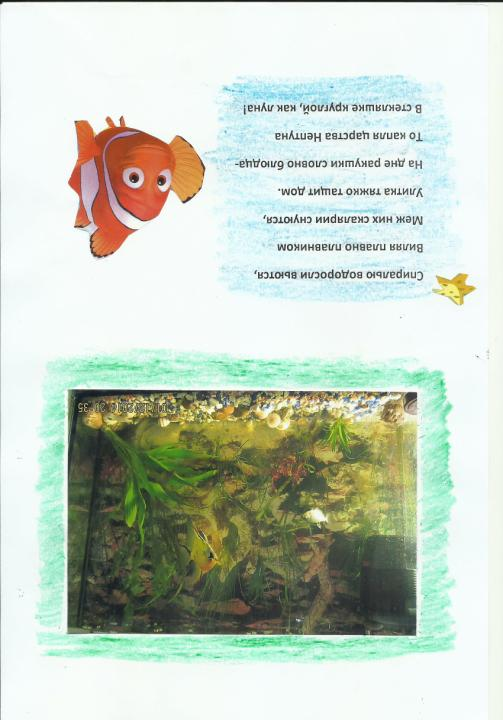 Спиралью водоросли вьются,
Виляя плавно плавником
Меж них скалярии снуются,
Улитка тяжко тащит дом.
На дне ракушки словно блюдца-
То капля царства Нептуна
В стекляшке круглой, как луна!